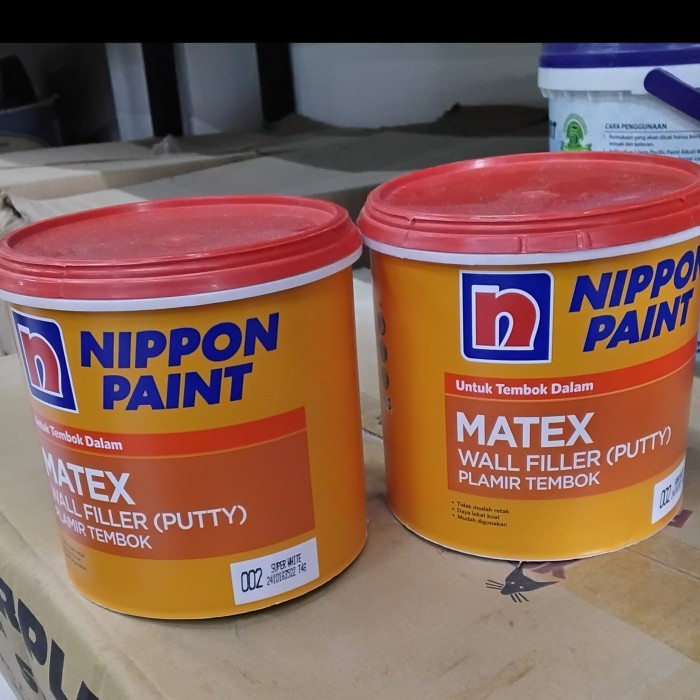 NIPPON
PAINT
Untuk Tembok Dalam
MATEX
WALL FILLER (PUTTY)
PLAMIR TEMBOK
002
SUPER WHITE
NIPPON
PAINT
Untuk Tembok Dalam
MATEX
WALL FILLER (PUTTY)
PLAMIR TEMBOK
• Tidak mudah retak
• Daya lekat kuat
• Mudah digunakan
002
CARA PENGGUNAAN